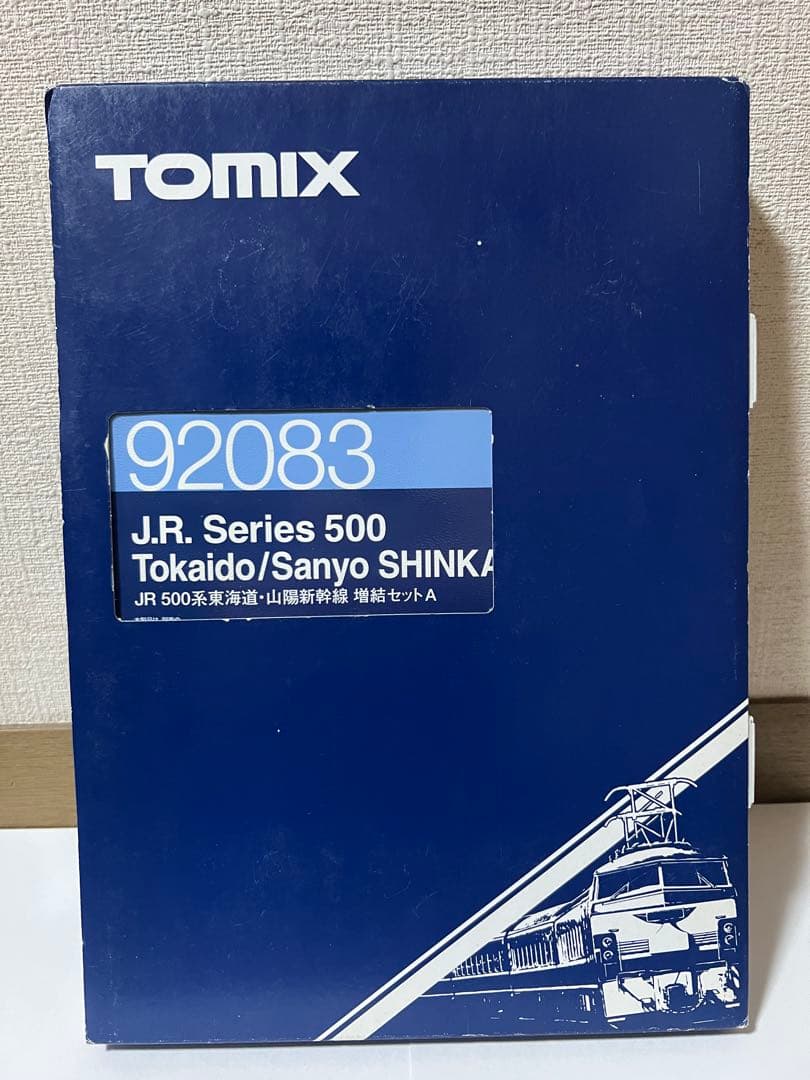 TOMIX
92083
J.R. Series 500
Tokaido/Sanyo SHINKA
JR 500系東海道・山陽新幹線 増結セットA